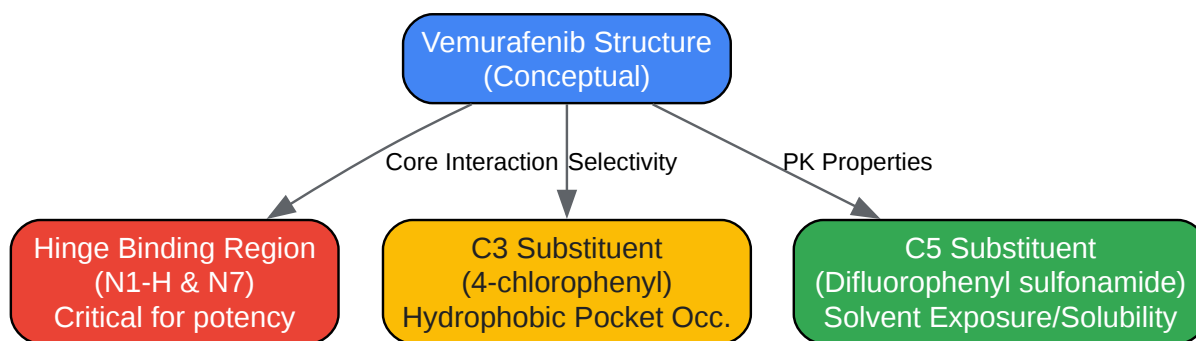 Vemurafenib Structure
(Conceptual)
Core Interaction
Selectivity
PK Properties
Hinge Binding Region
(N1-H & N7)
Critical for potency
C3 Substituent
(4-chlorophenyl)
Hydrophobic Pocket Occ.
C5 Substituent
(Difluorophenyl sulfonamide)
Solvent Exposure/Solubility